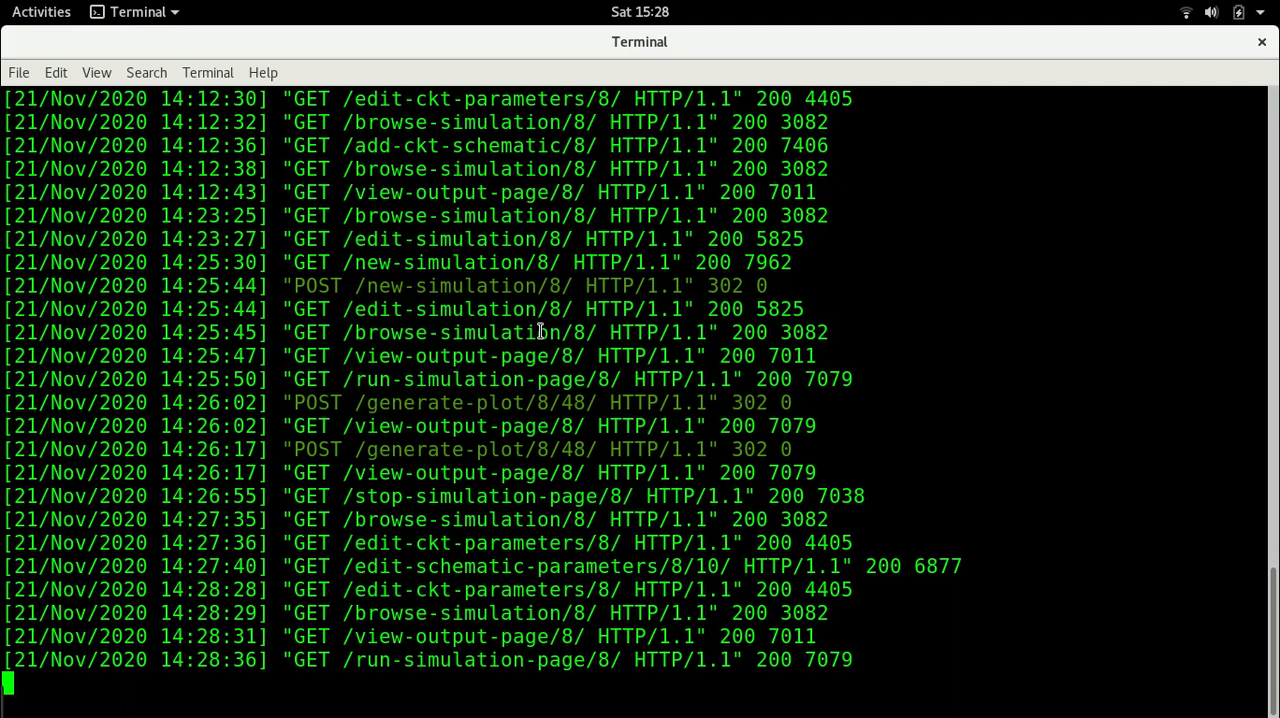 Activities Terminal Sat 15:28
Terminal ×
File Edit View Search Terminal Help
[21/Nov/2020 14:12:30] "GET /edit-ckt-parameters/8/ HTTP/1.1" 200 4405
[21/Nov/2020 14:12:32] "GET /browse-simulation/8/ HTTP/1.1" 200 3082
[21/Nov/2020 14:12:36] "GET /add-ckt-schematic/8/ HTTP/1.1" 200 7406
[21/Nov/2020 14:12:38] "GET /browse-simulation/8/ HTTP/1.1" 200 3082
[21/Nov/2020 14:12:43] "GET /view-output-page/8/ HTTP/1.1" 200 7011
[21/Nov/2020 14:23:25] "GET /browse-simulation/8/ HTTP/1.1" 200 3082
[21/Nov/2020 14:23:27] "GET /edit-simulation/8/ HTTP/1.1" 200 5825
[21/Nov/2020 14:25:30] "GET /new-simulation/8/ HTTP/1.1" 200 7962
[21/Nov/2020 14:25:44] "POST /new-simulation/8/ HTTP/1.1" 302 0
[21/Nov/2020 14:25:44] "GET /edit-simulation/8/ HTTP/1.1" 200 5825
[21/Nov/2020 14:25:45] "GET /browse-simulation/8/ HTTP/1.1" 200 3082
[21/Nov/2020 14:25:47] "GET /view-output-page/8/ HTTP/1.1" 200 7011
[21/Nov/2020 14:25:50] "GET /run-simulation-page/8/ HTTP/1.1" 200 7079
[21/Nov/2020 14:26:02] "POST /generate-plot/8/48/ HTTP/1.1" 302 0
[21/Nov/2020 14:26:02] "GET /view-output-page/8/ HTTP/1.1" 200 7079
[21/Nov/2020 14:26:17] "POST /generate-plot/8/48/ HTTP/1.1" 302 0
[21/Nov/2020 14:26:17] "GET /view-output-page/8/ HTTP/1.1" 200 7079
[21/Nov/2020 14:26:55] "GET /stop-simulation-page/8/ HTTP/1.1" 200 7038
[21/Nov/2020 14:27:35] "GET /browse-simulation/8/ HTTP/1.1" 200 3082
[21/Nov/2020 14:27:36] "GET /edit-ckt-parameters/8/ HTTP/1.1" 200 4405
[21/Nov/2020 14:27:40] "GET /edit-schematic-parameters/8/10/ HTTP/1.1" 200 6877
[21/Nov/2020 14:28:28] "GET /edit-ckt-parameters/8/ HTTP/1.1" 200 4405
[21/Nov/2020 14:28:29] "GET /browse-simulation/8/ HTTP/1.1" 200 3082
[21/Nov/2020 14:28:31] "GET /view-output-page/8/ HTTP/1.1" 200 7011
[21/Nov/2020 14:28:36] "GET /run-simulation-page/8/ HTTP/1.1" 200 7079